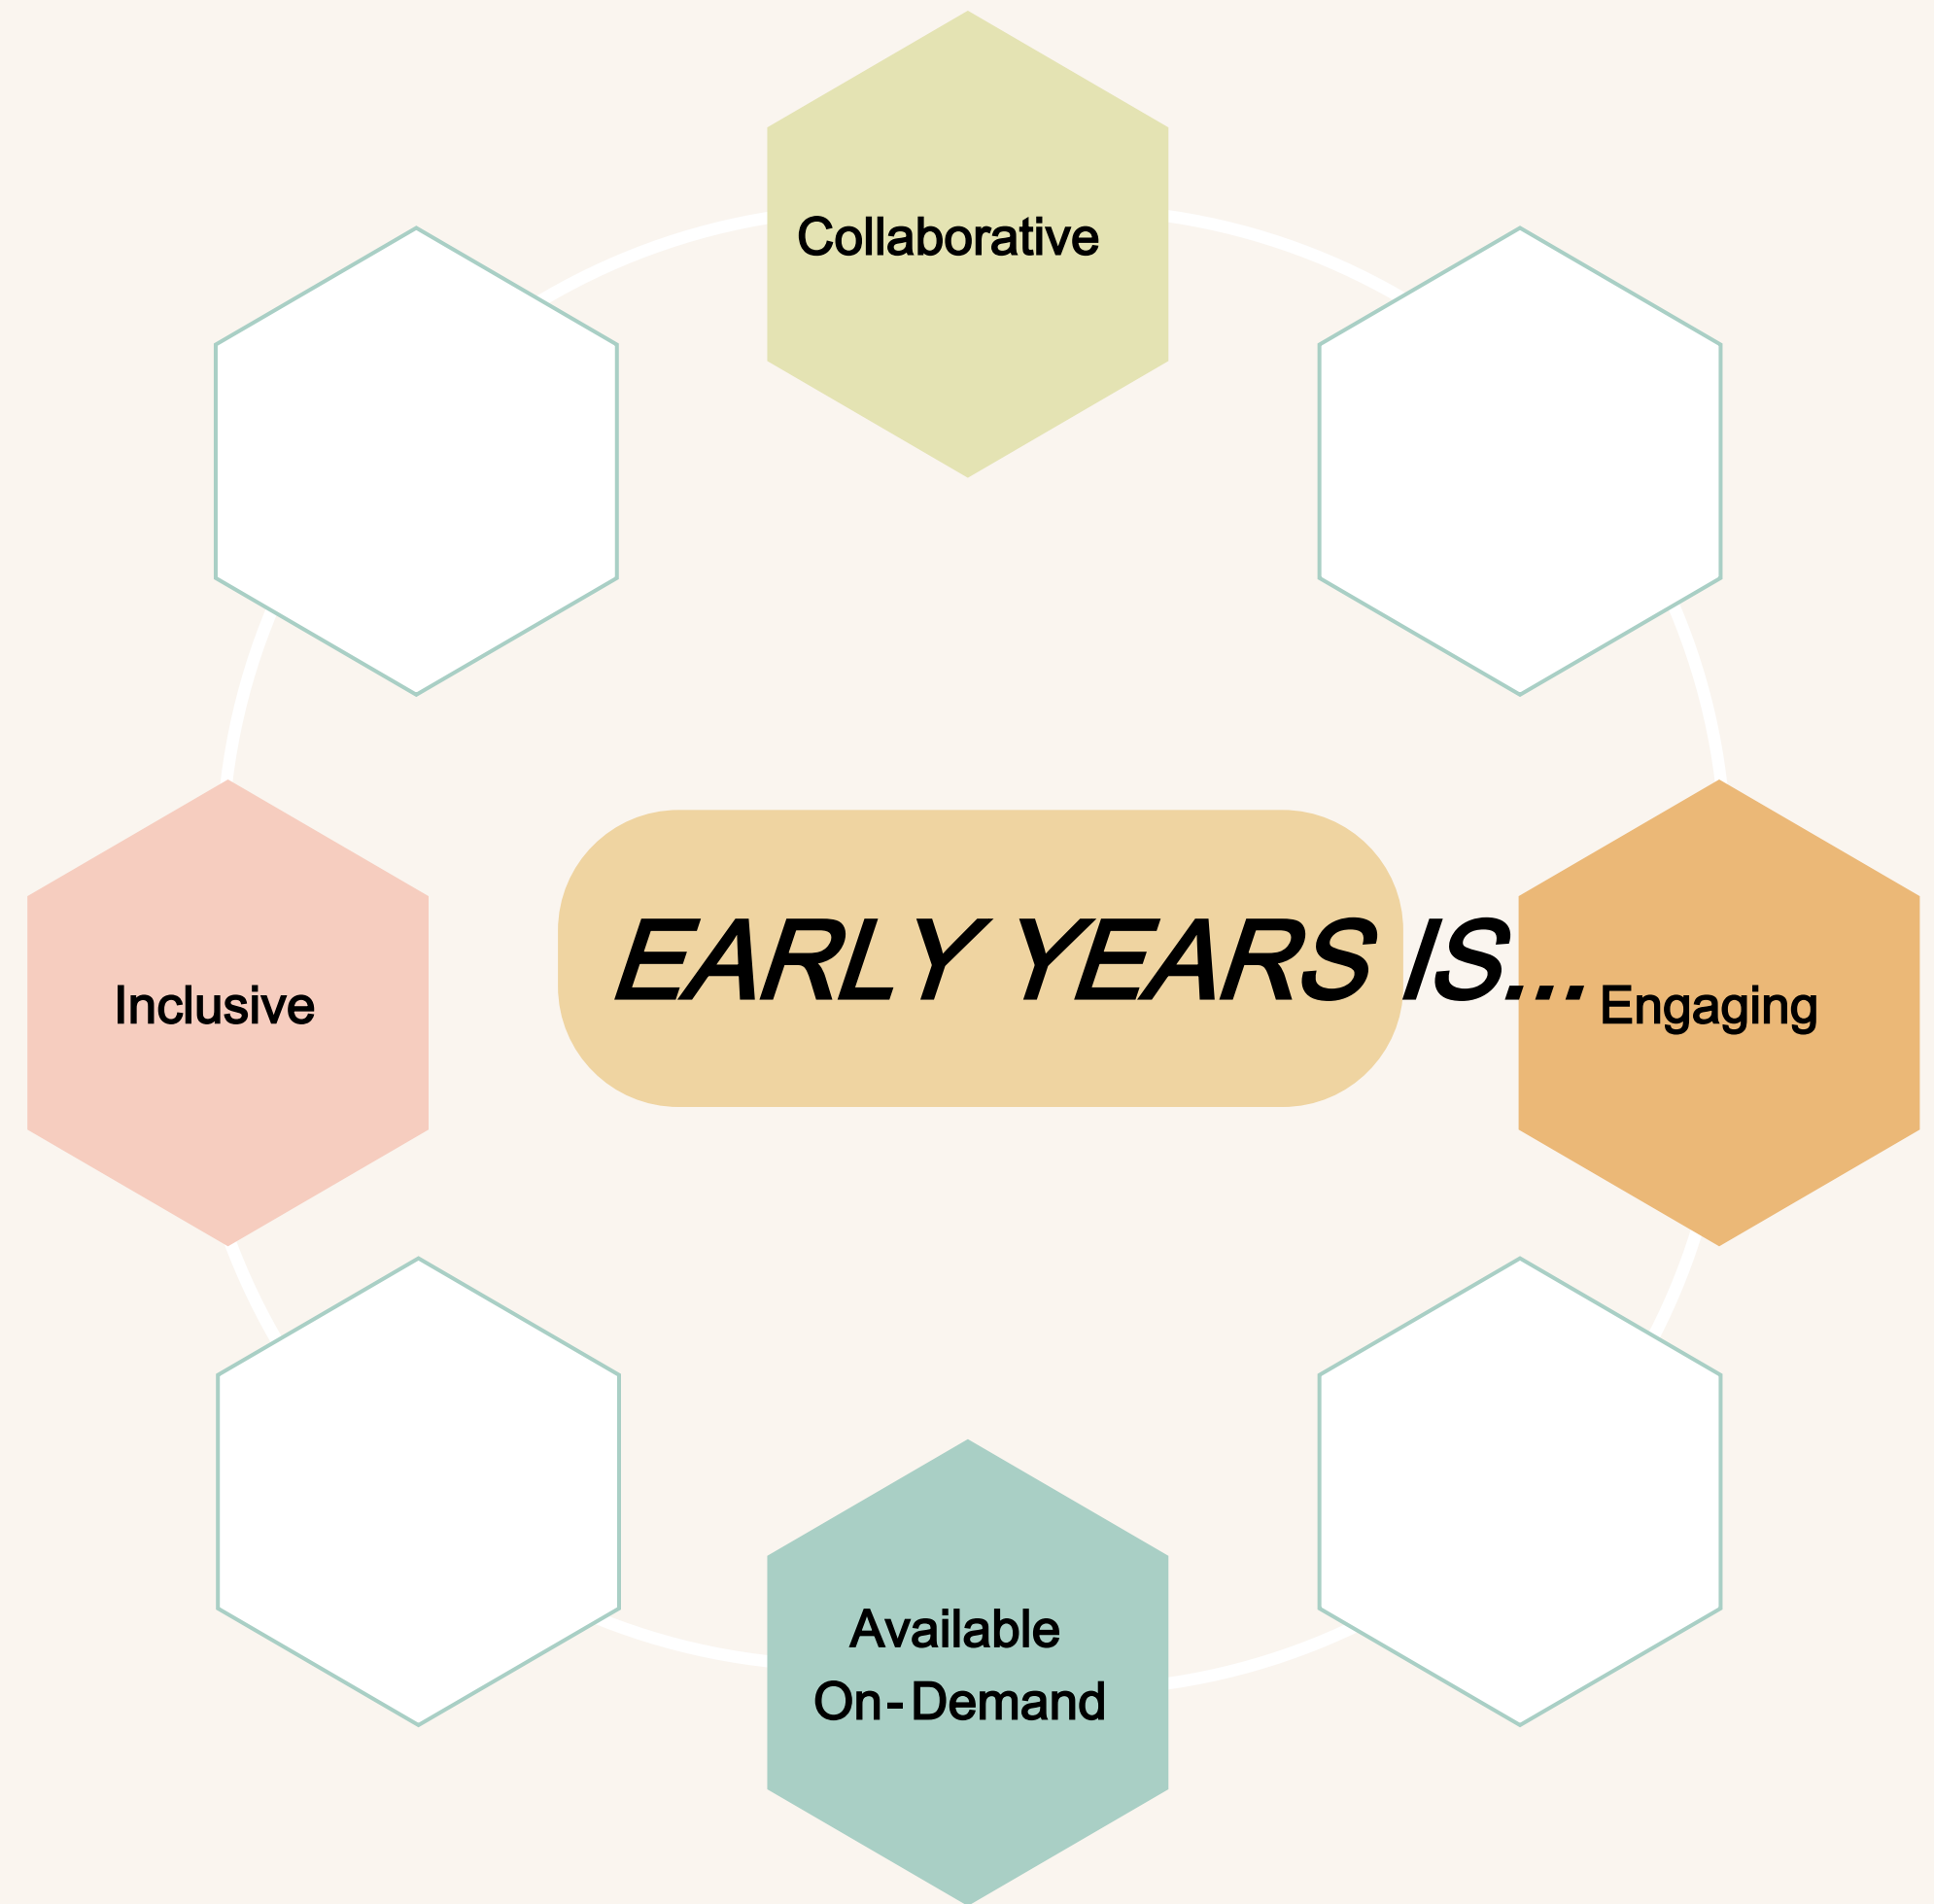 Collaborative
EARLY YEARS IS...
Inclusive
Engaging
Available
On-Demand